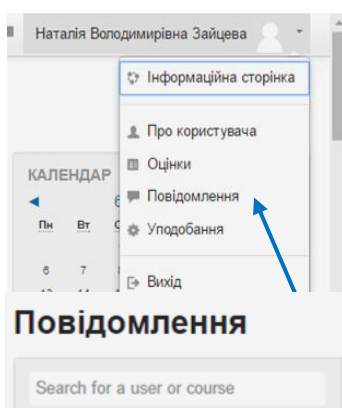 Наталія Володимирівна Зайцева
Інформаційна сторінка
Про користувача
Оцінки
Повідомлення
Уподобання
Вихід
КАЛЕНДАР
Пн Вт
6 7
Повідомлення
Search for a user or course